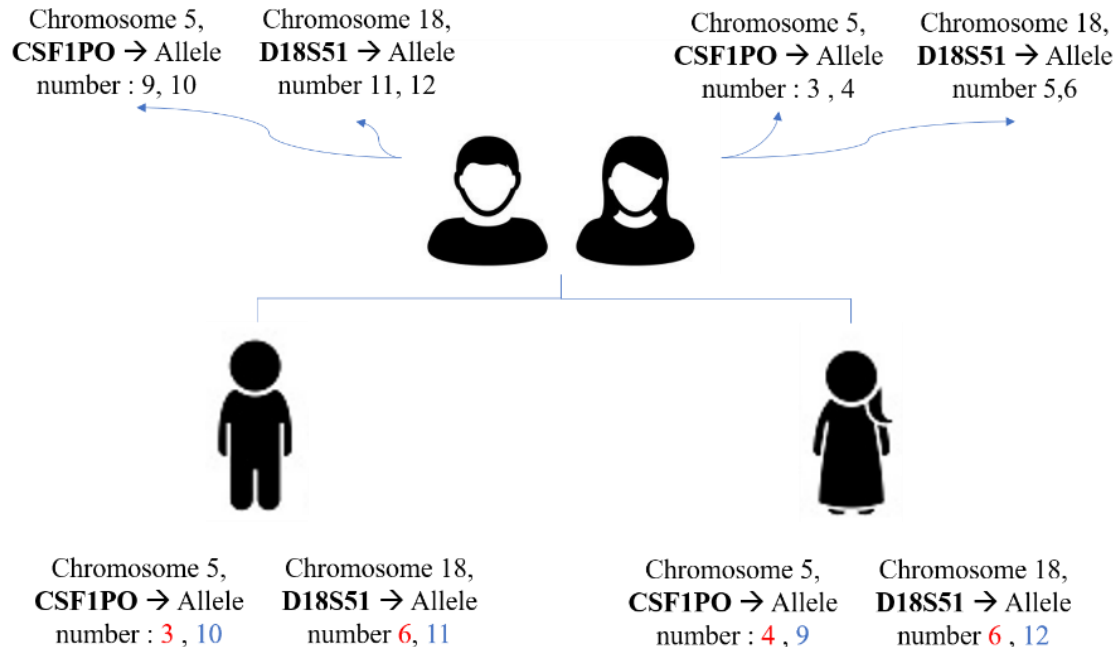 Chromosome 5,
CSF1PO → Allele
number : 9, 10
Chromosome 18,
D18S51 → Allele
number 11, 12
Chromosome 5,
CSF1PO → Allele
number : 3 , 4
Chromosome 18,
D18S51 → Allele
number 5,6
Chromosome 5,
CSF1PO → Allele
number : 3 , 10
Chromosome 18,
D18S51 → Allele
number 6, 11
Chromosome 5,
CSF1PO → Allele
number : 4 , 9
Chromosome 18,
D18S51 → Allele
number 6 , 12